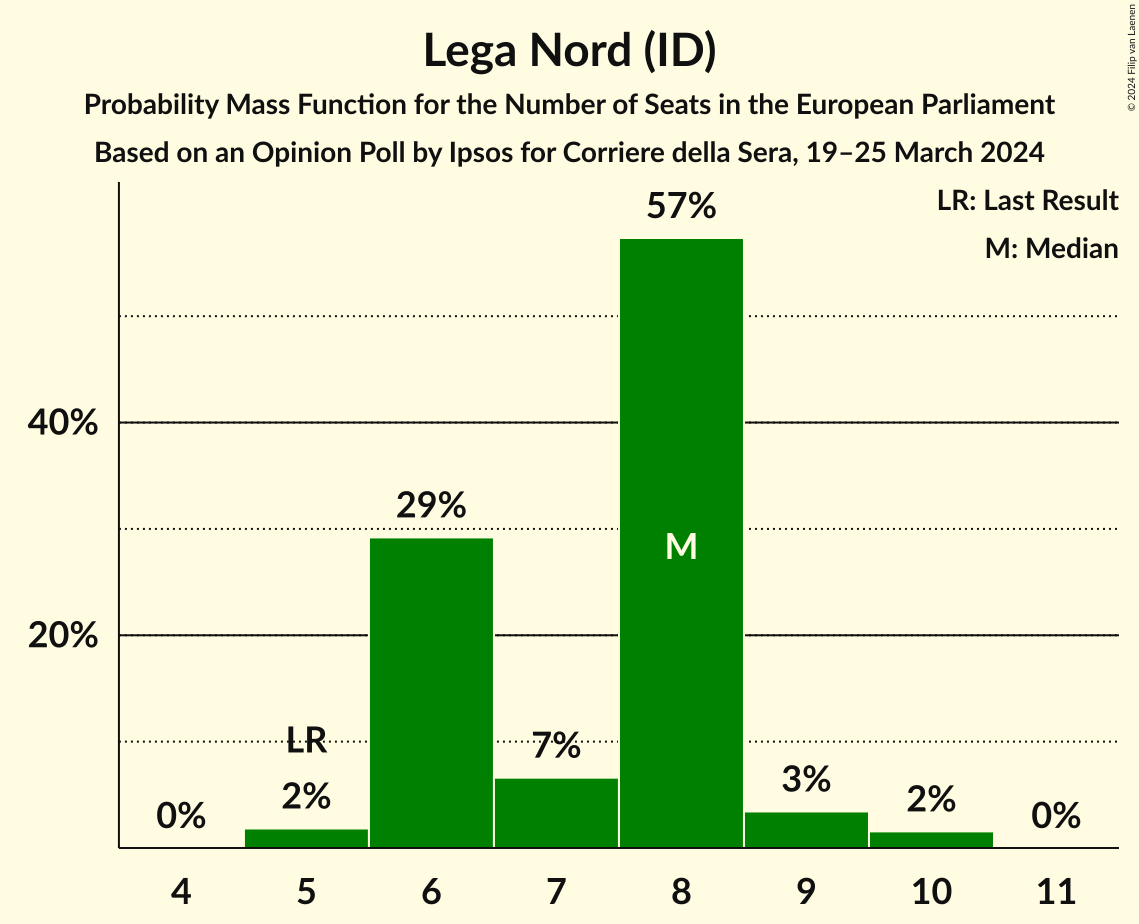 Lega Nord (ID)
Probability Mass Function for the Number of Seats in the European Parliament
Based on an Opinion Poll by Ipsos for Corriere della Sera, 19–25 March 2024
© 2024 Filip van Laenen
LR: Last Result
M: Median
57%
40%
29%
M
20%
LR
7%
0%
2%
3%
2%
0%
4 5 6 7 8 9 10 11